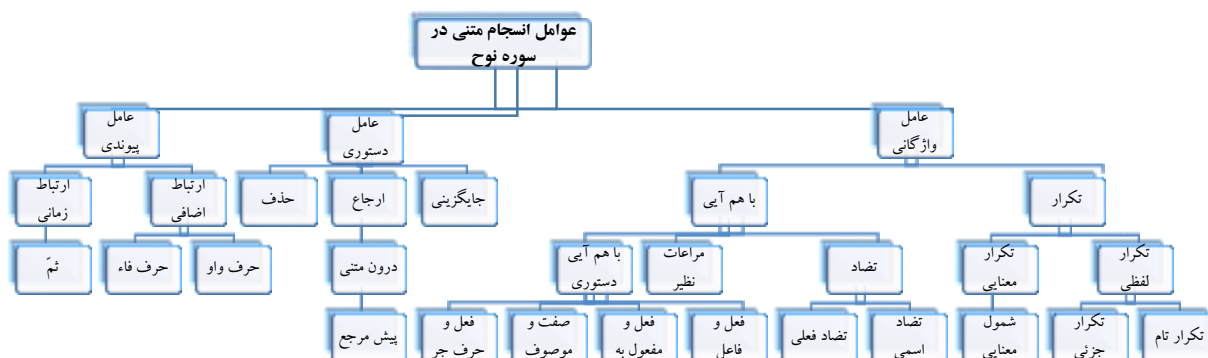 عوامل انسجام متنی در
سوره نوح
عامل
واژگانی
عامل
دستوری
عامل
پیوندی
تکرار
با هم آیی
جایگزینی
ارجاع
حذف
ارتباط
اضافی
ارتباط
زمانی
تکرار
لفظی
تکرار
معنایی
تضاد
مراعات
نظیر
با هم آیی
دستوری
درون متنی
حرف واو
حرف فاء
ثمّ
تکرار تام
تکرار
جزئی
شمول
معنایی
تضاد
اسمی
تضاد فعلی
فعل و
فاعل
فعل و
مفعول به
صفت و
موصوف
فعل و
حرف جر
پیش مرجع